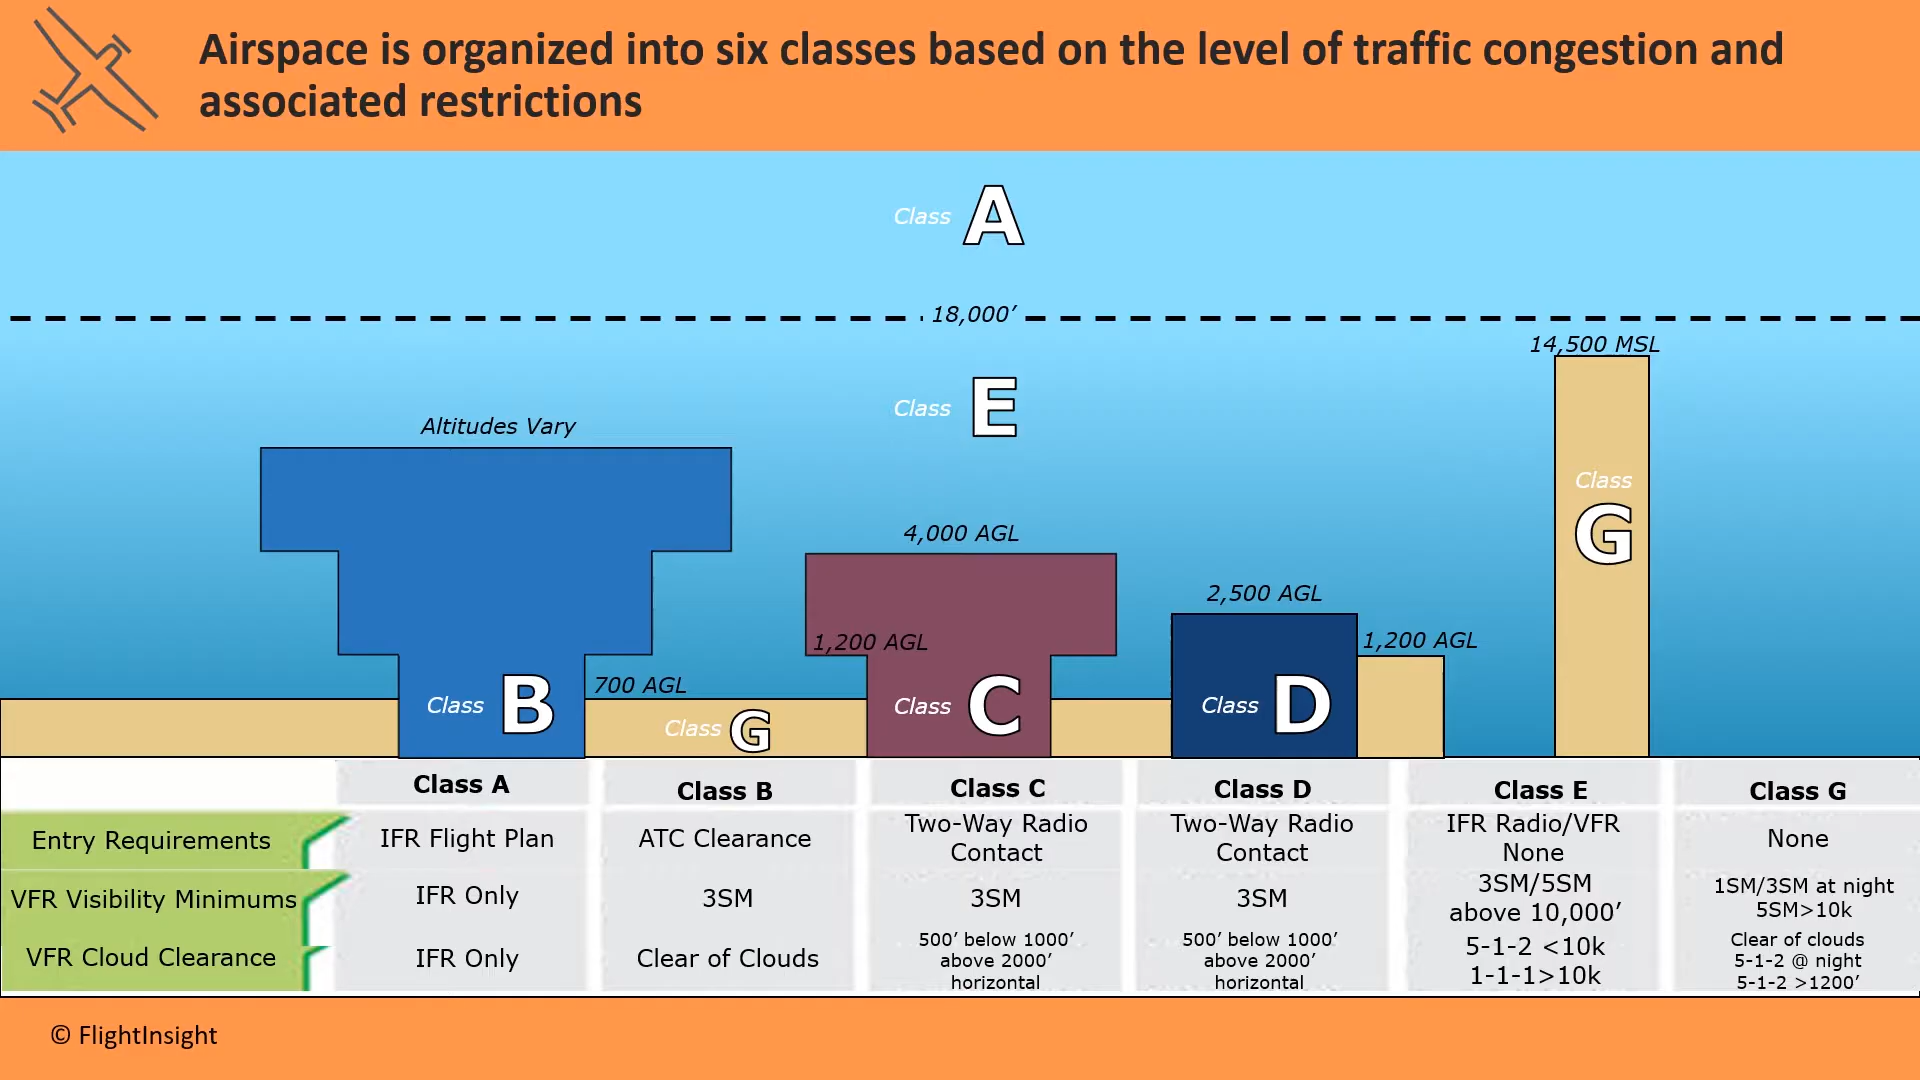 Airspace is organized into six classes based on the level of traffic congestion and
associated restrictions
Class A
18,000’
14,500 MSL
Class E
Altitudes Vary
Class
G
4,000 AGL
2,500 AGL
1,200 AGL
1,200 AGL
700 AGL
Class B
Class G
Class C
Class D
Class A
Class B
Class C
Class D
Class E
Class G
Entry Requirements
IFR Flight Plan
ATC Clearance
Two-Way Radio
Contact
Two-Way Radio
Contact
IFR Radio/VFR
None
None
VFR Visibility Minimums
IFR Only
3SM
3SM
3SM
3SM/5SM
above 10,000’
1SM/3SM at night
5SM>10k
VFR Cloud Clearance
IFR Only
Clear of Clouds
500’ below 1000’
above 2000’
horizontal
500’ below 1000’
above 2000’
horizontal
5-1-2 <10k
1-1-1>10k
Clear of clouds
5-1-2 @ night
5-1-2 >1200’
© FlightInsight